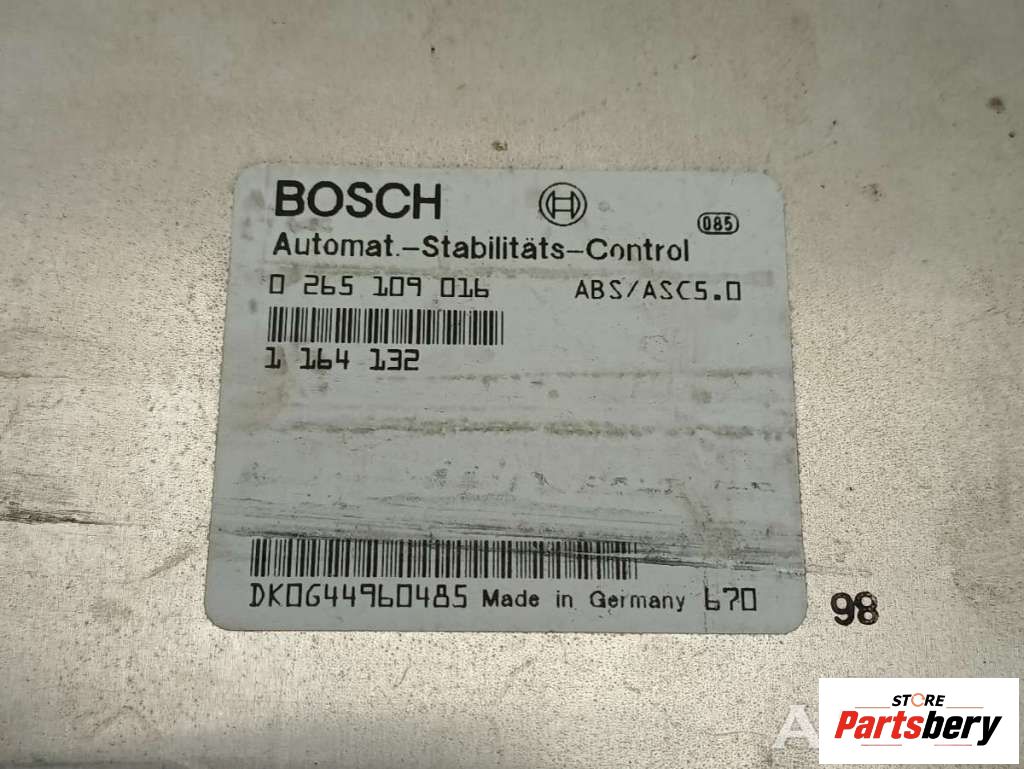 BOSCH
085
Automat.-Stabilitäts-Control
0 265 109 016 ABS/ASC5.0
1 164 132
DK0G44960485 Made in Germany 670
98
A
STORE
Partsbery